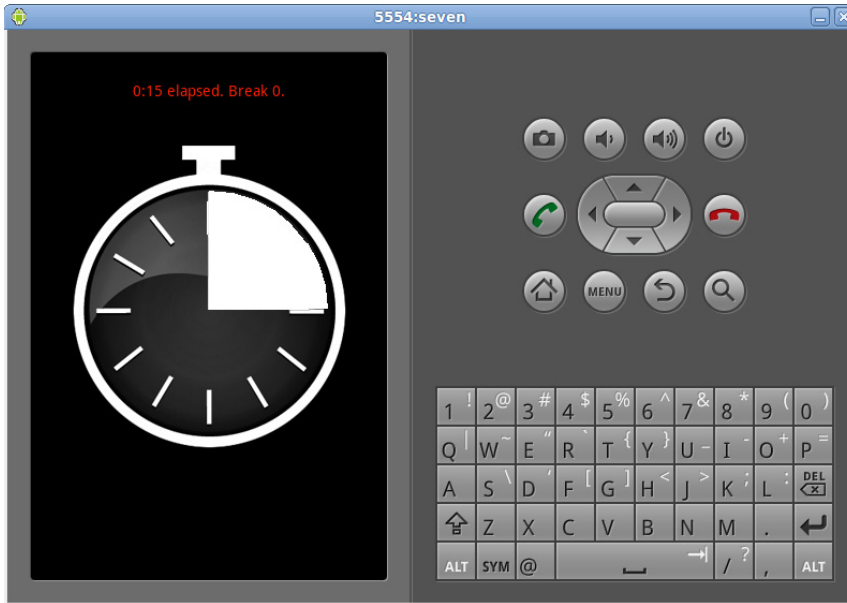 5554:seven
0:15 elapsed. Break 0.
MENU
1 ! 2 @ 3 # 4 $ 5 % 6 ^ 7 & 8 * 9 ( 0 )
Q | W ~ E “ R ` T { Y } U _ I - O + P =
A S \ D ‘ F [ G ] H < J > K ; L : DEL
Z X C V B N M .
ALT SYM @ / ? , ALT